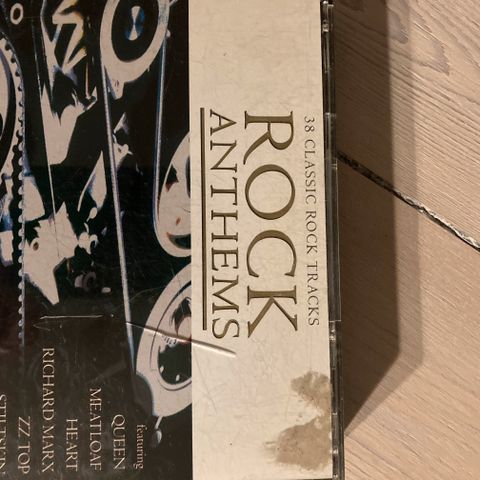 38 CLASSIC ROCK TRACKS
ROCK
ANTHEMS
featuring
QUEEN
MEATLOAF
HEART
RICHARD MARX
ZZ TOP